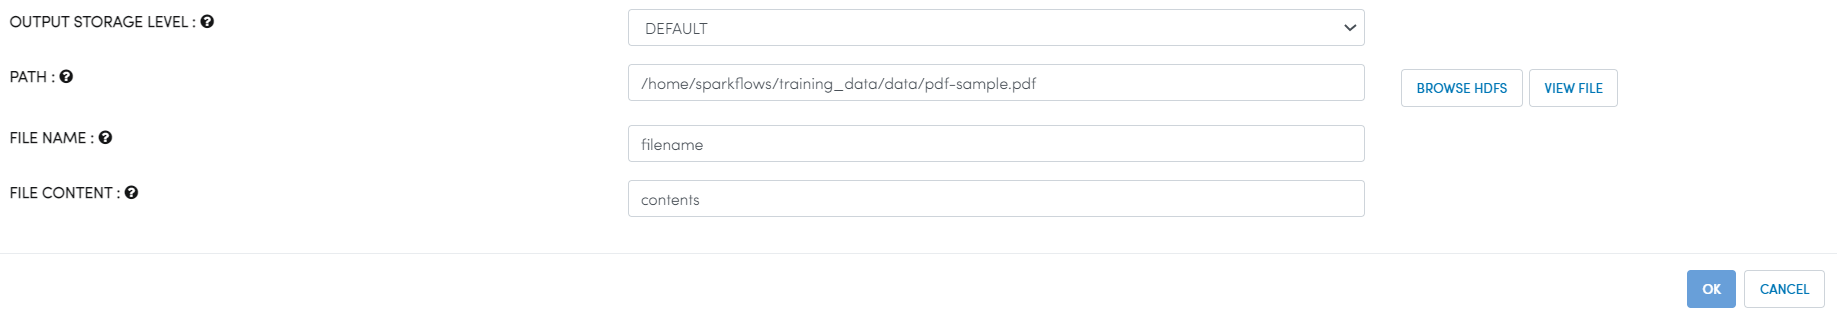 OUTPUT STORAGE LEVEL :
DEFAULT
PATH :
/home/sparkflows/training_data/data/pdf-sample.pdf
BROWSE HDFS
VIEW FILE
FILE NAME :
filename
FILE CONTENT :
contents
OK
CANCEL